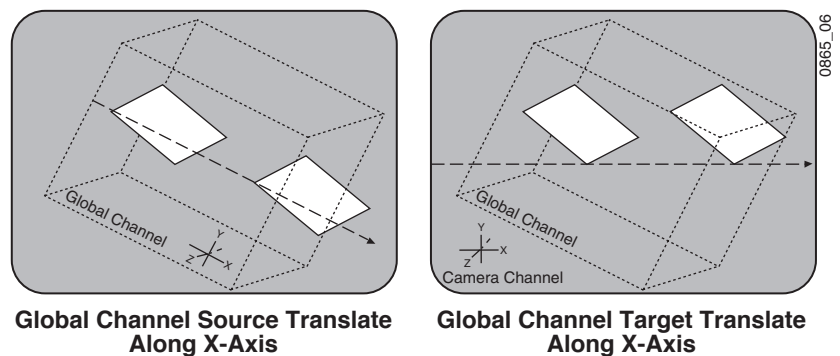 0865_06
Global Channel
Y
Z
X
Global Channel
Y
X
Z
Camera Channel
Global Channel Source Translate
Along X-Axis
Global Channel Target Translate
Along X-Axis